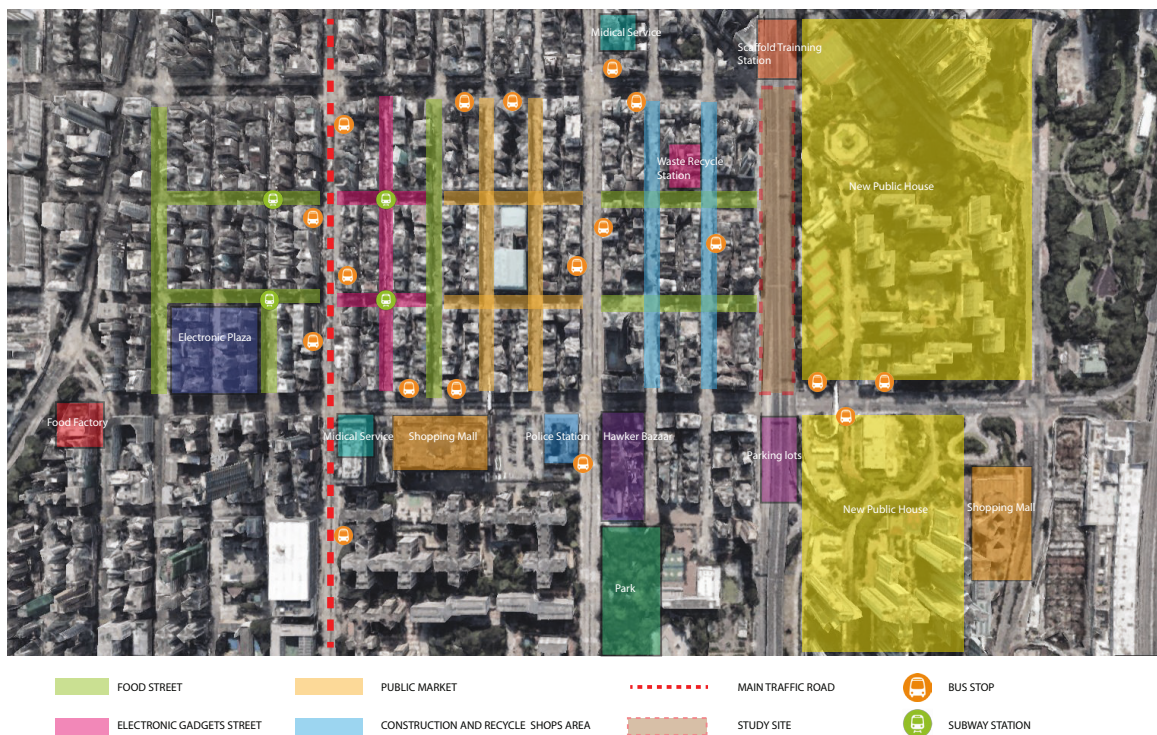 Midical Service
Scaffold Trainning
Station
Waste Recycle
Station
New Public House
Electronic Plaza
Food Factory
Midical Service
Shopping Mall
Police Station
Hawker Bazaar
Parking lots
New Public House
Shopping Mall
Park
FOOD STREET
PUBLIC MARKET
MAIN TRAFFIC ROAD
BUS STOP
ELECTRONIC GADGETS STREET
CONSTRUCTION AND RECYCLE SHOPS AREA
STUDY SITE
SUBWAY STATION